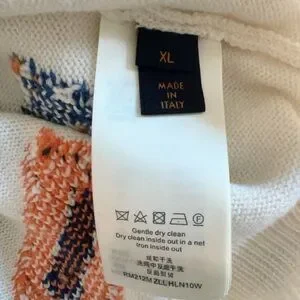 XL
MADE
IN
ITALY
Gentle dry clean
Dry clean inside out in a net
Iron inside out
柔和干洗
洗网中反面干洗
反面熨烫
RM212M ZLL HLN10W